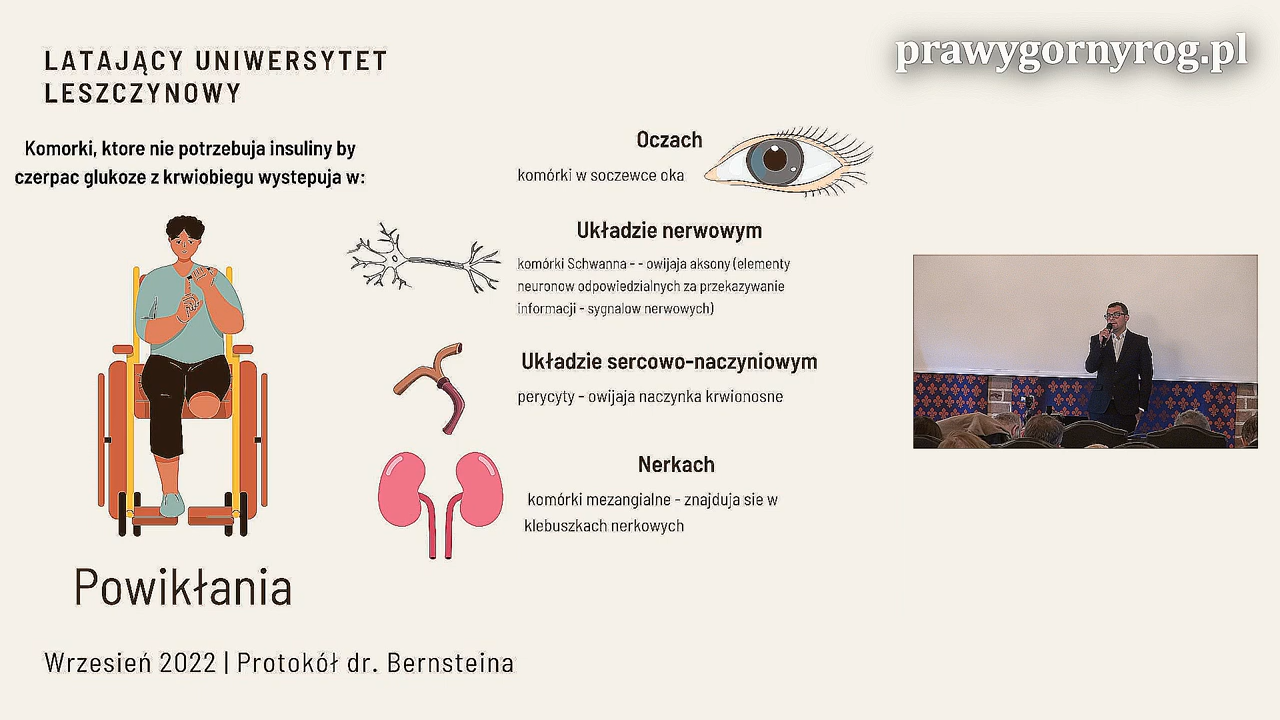 LATAJĄCY UNIWERSYTET
LESZCZYNOWY
prawygornyrog.pl
Komorki, ktore nie potrzebuja insuliny by
czerpac glukoze z krwiobiegu wystepuja w:
Oczach
komórki w soczewce oka
Układzie nerwowym
komórki Schwanna - - owijaja aksony (elementy
neuronow odpowiedzialnych za przekazywanie
informacji - sygnalow nerwowych)
Układzie sercowo-naczyniowym
perycyty - owijaja naczynka krwionosne
Nerkach
komórki mezangialne - znajduja sie w
klebuszkach nerkowych
Powikłania
Wrzesień 2022 | Protokół dr. Bernsteina